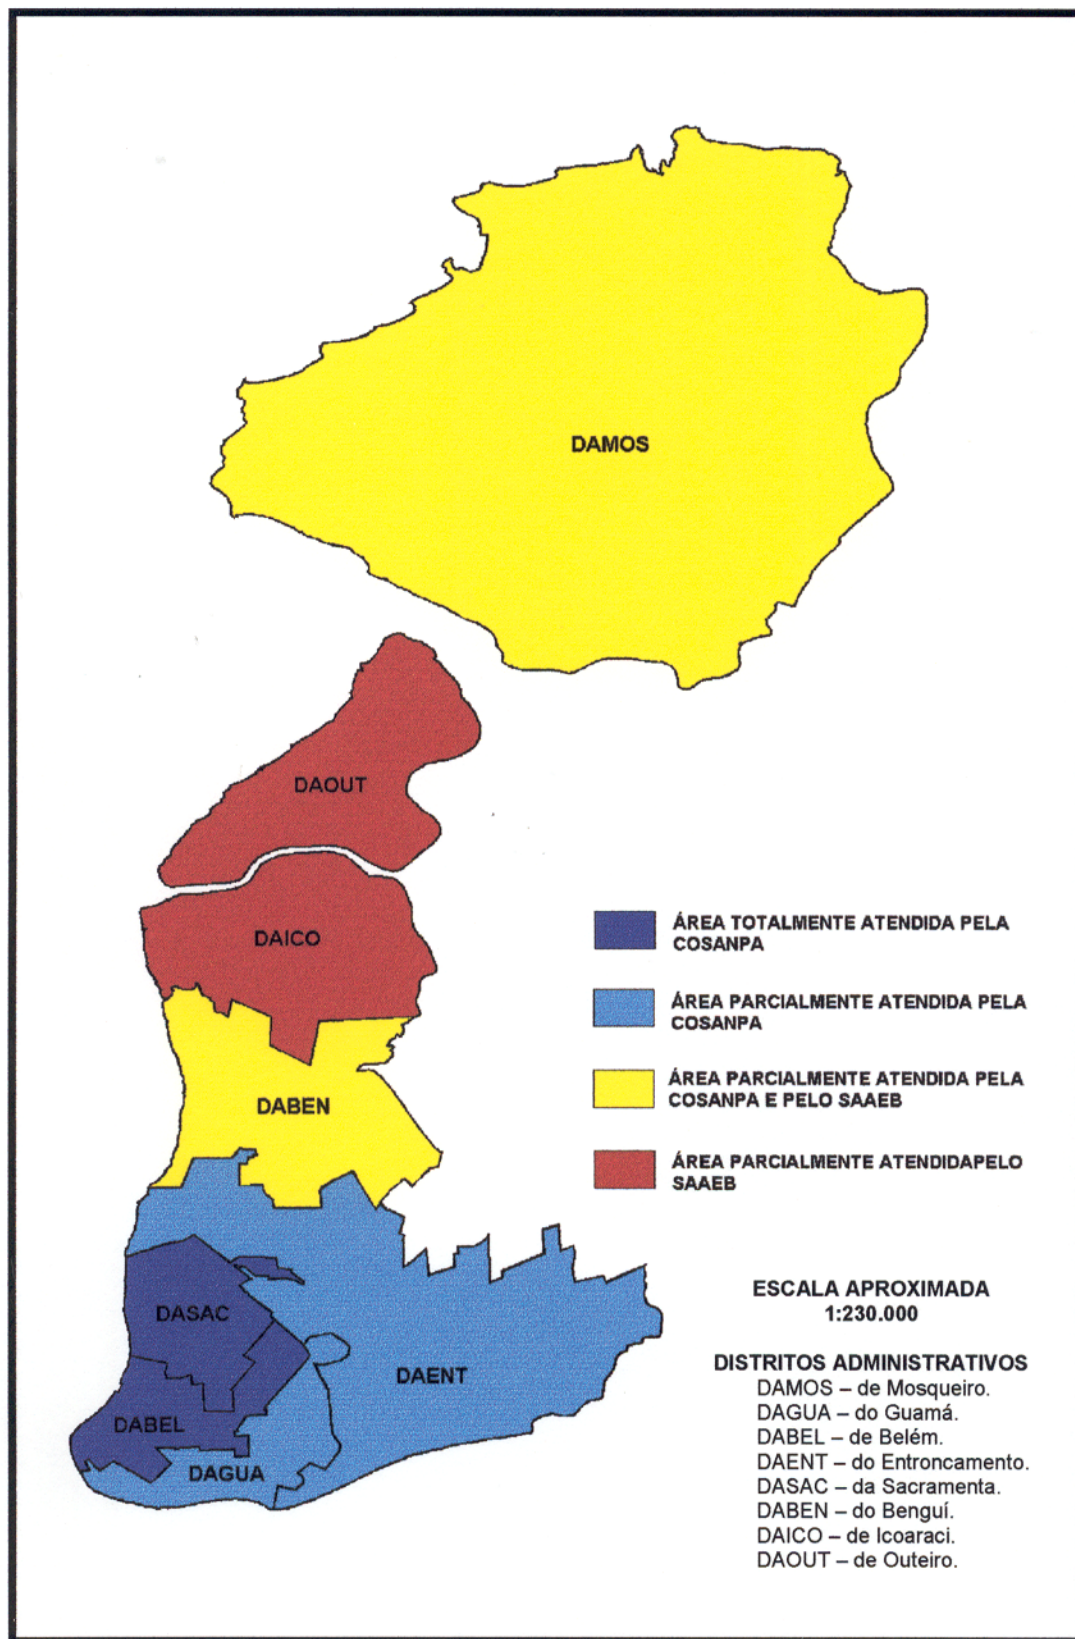 DAMOS
DAOUT
DAICO
DABEN
DASAC
DAENT
DABEL
DAGUA
ÁREA TOTALMENTE ATENDIDA PELA
COSANPA
ÁREA PARCIALMENTE ATENDIDA PELA
COSANPA
ÁREA PARCIALMENTE ATENDIDA PELA
COSANPA E PELO SAAEB
ÁREA PARCIALMENTE ATENDIDAPELO
SAAEB
ESCALA APROXIMADA
1:230.000
DISTRITOS ADMINISTRATIVOS
DAMOS – de Mosqueiro.
DAGUA – do Guamá.
DABEL – de Belém.
DAENT – do Entroncamento.
DASAC – da Sacramenta.
DABEN – do Benguí.
DAICO – de Icoaraci.
DAOUT – de Outeiro.